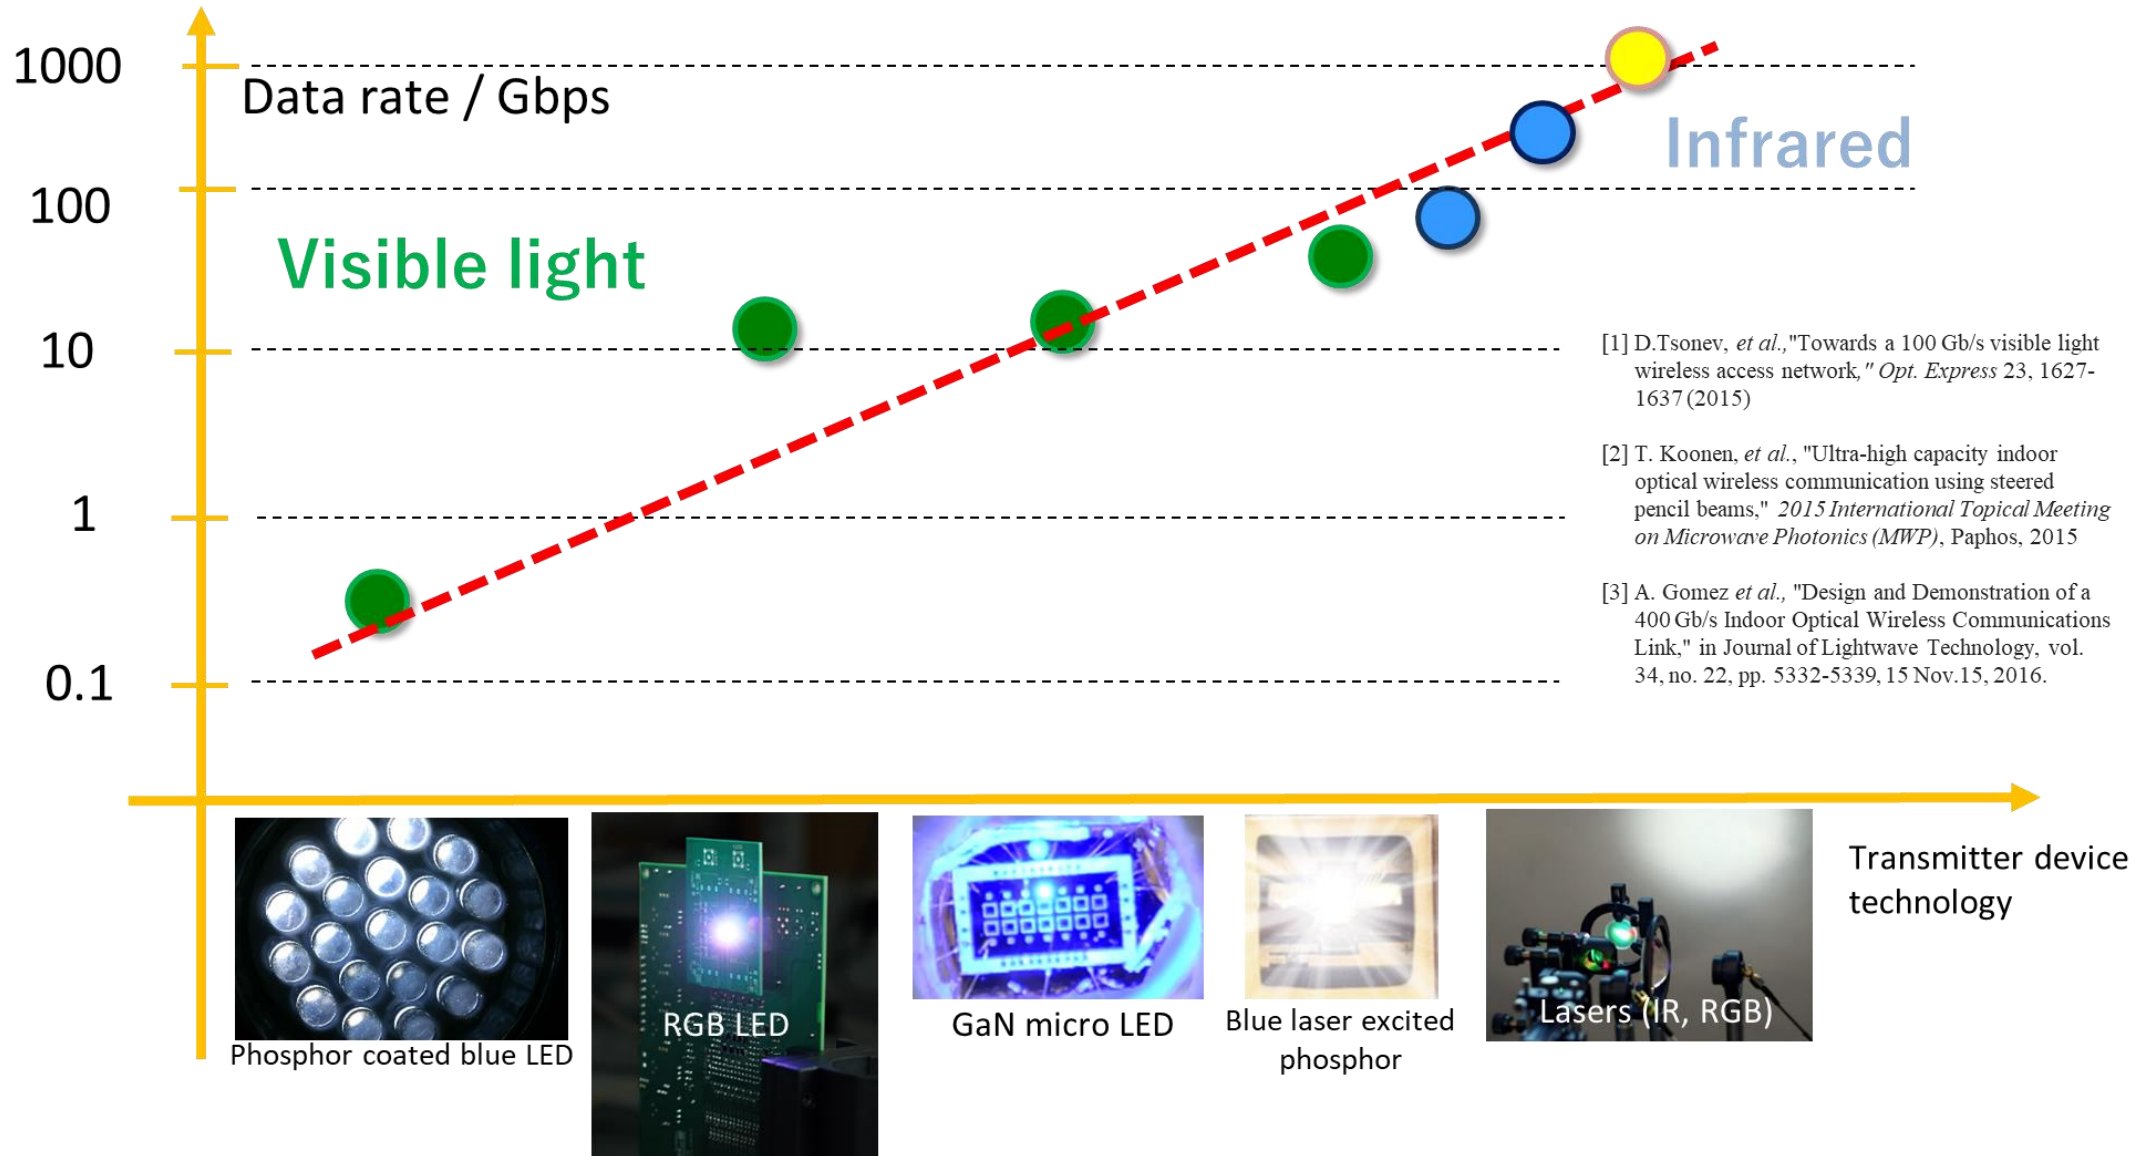 1000
Data rate / Gbps
Infrared
100
Visible light
10
1
0.1
[1] D.Tsonev, et al.,"Towards a 100 Gb/s visible light
wireless access network," Opt. Express 23, 1627-
1637 (2015)
[2] T. Koonen, et al., "Ultra-high capacity indoor
optical wireless communication using steered
pencil beams," 2015 International Topical Meeting
on Microwave Photonics (MWP), Paphos, 2015
[3] A. Gomez et al., "Design and Demonstration of a
400 Gb/s Indoor Optical Wireless Communications
Link," in Journal of Lightwave Technology, vol.
34, no. 22, pp. 5332-5339, 15 Nov.15, 2016.
Phosphor coated blue LED
RGB LED
GaN micro LED
Blue laser excited
phosphor
Lasers (IR, RGB)
Transmitter device
technology